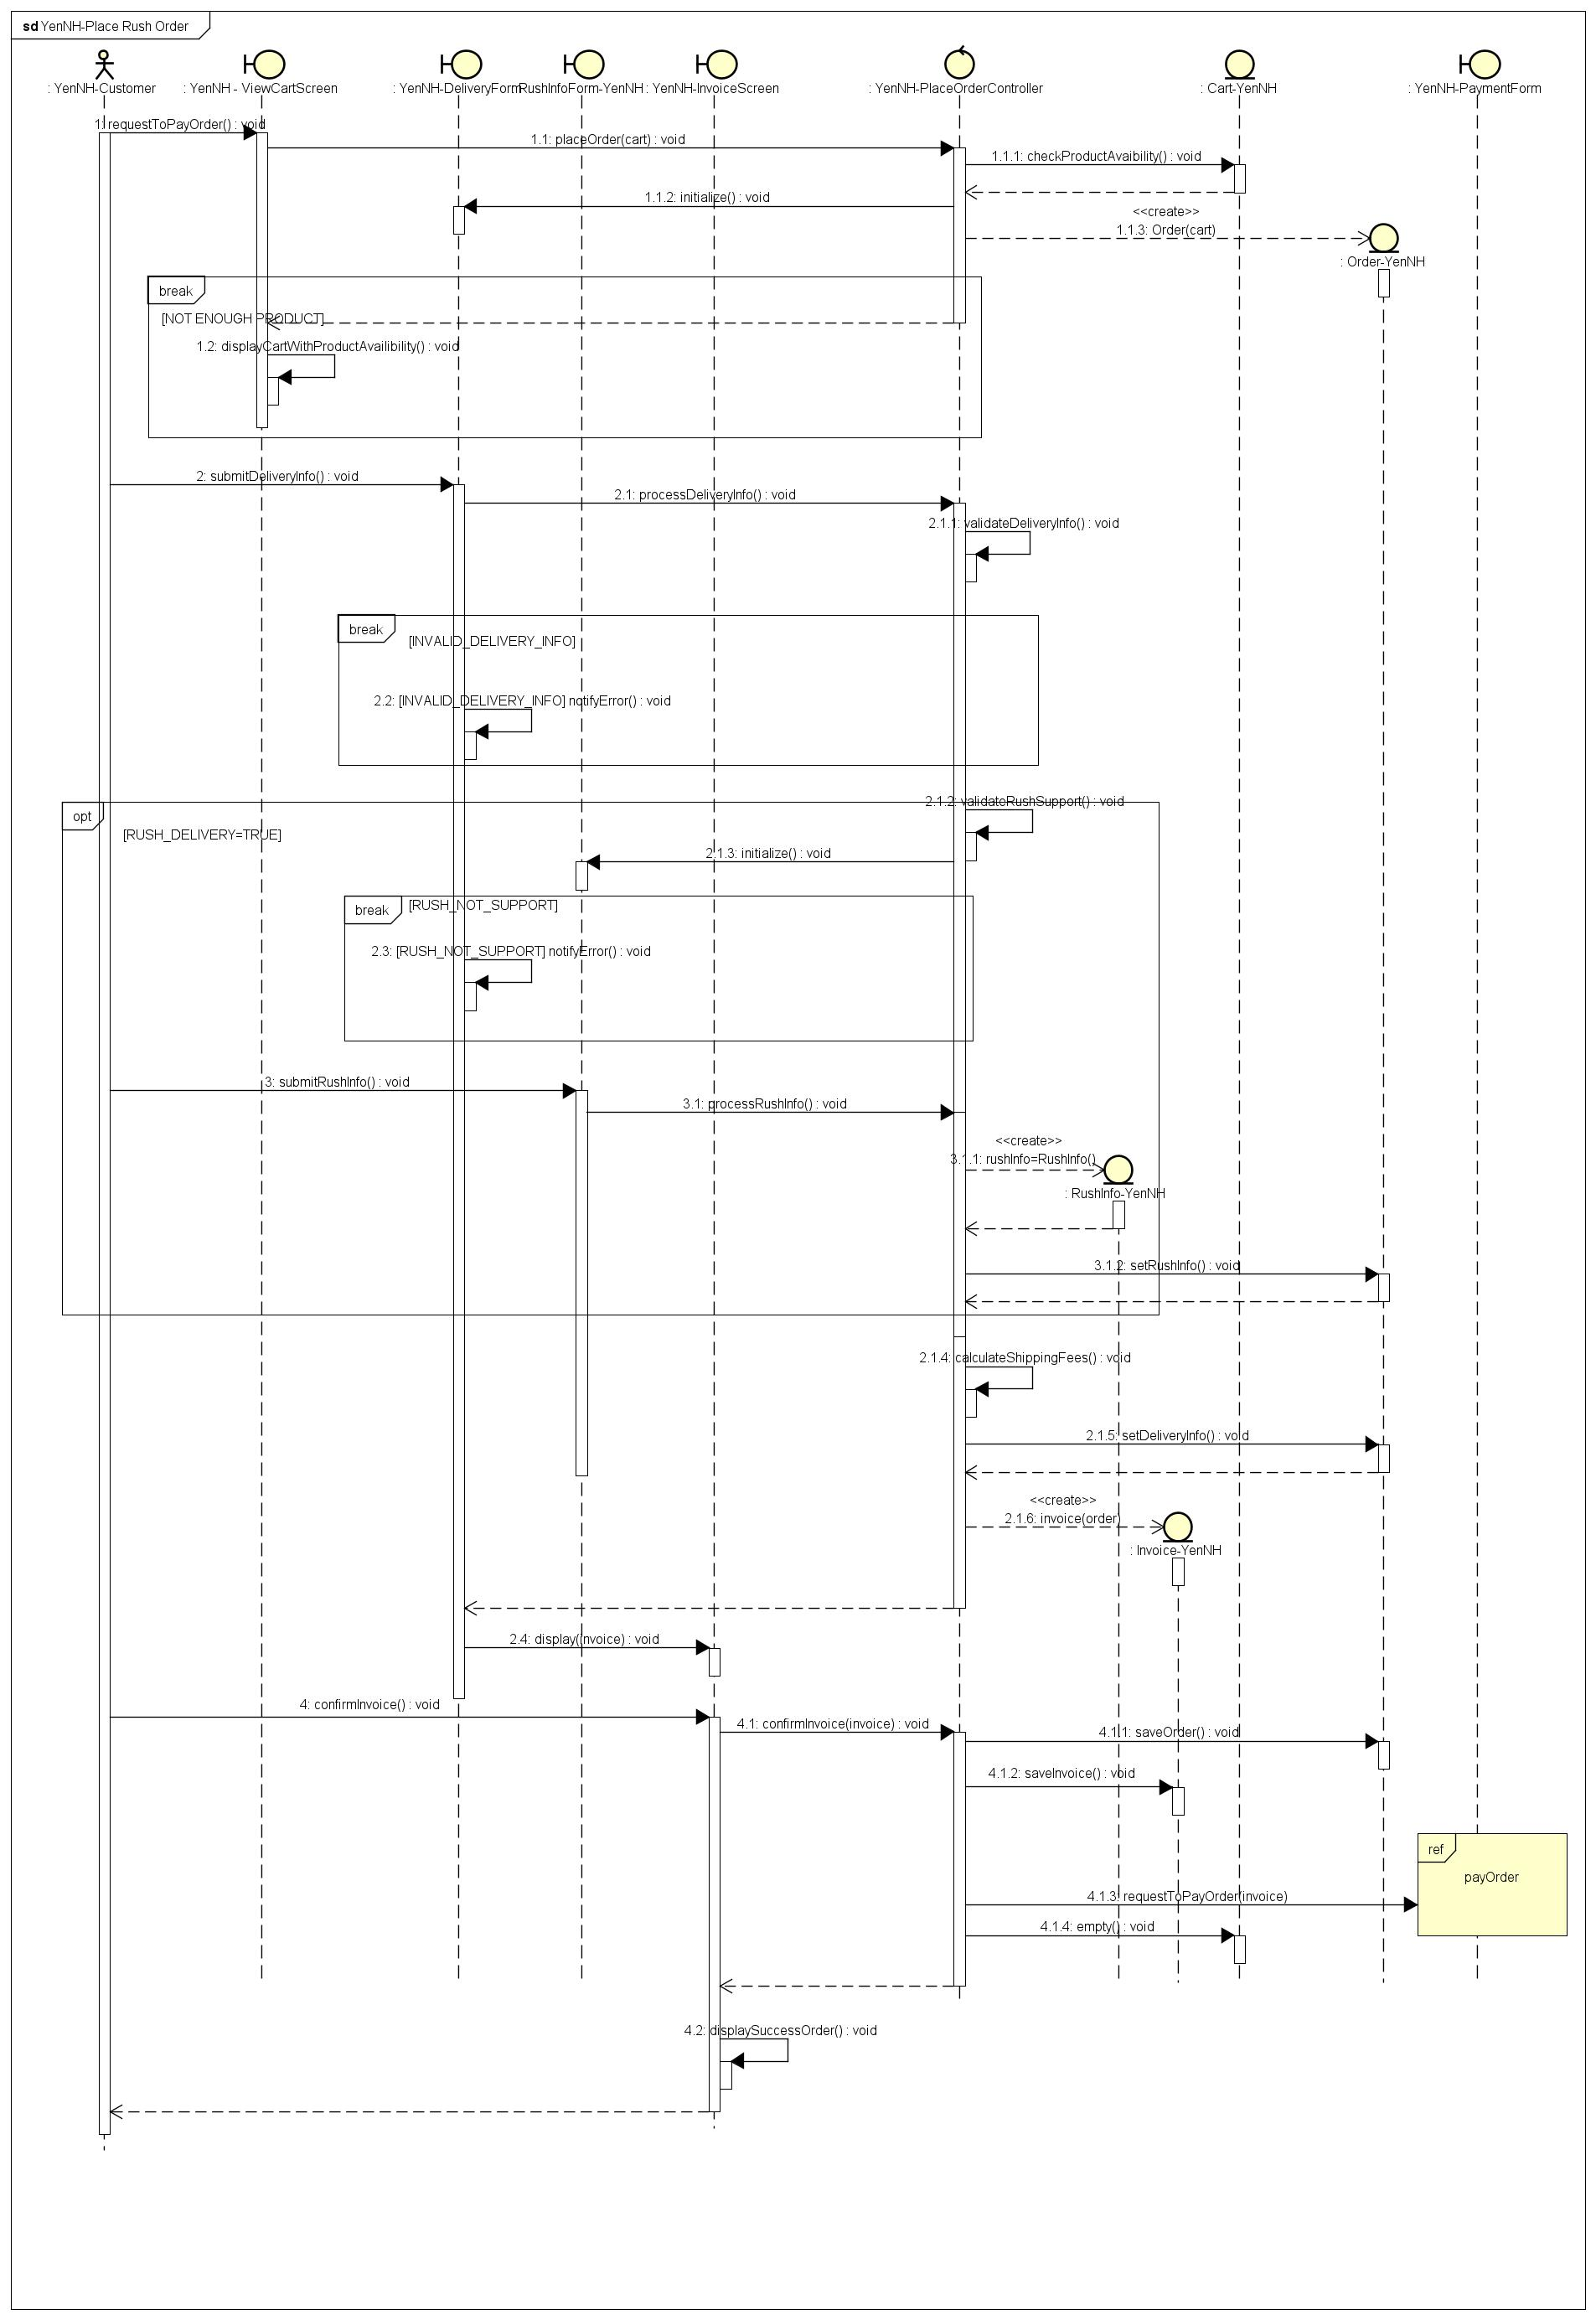 sd YenNH-Place Rush Order
: YenNH-Customer
: YenNH - ViewCartScreen
: YenNH-DeliveryForm
RushInfoForm-YenNH
: YenNH-InvoiceScreen
: YenNH-PlaceOrderController
: Cart-YenNH
: YenNH-PaymentForm
1: requestToPayOrder() : void
1.1: placeOrder(cart) : void
1.1.1: checkProductAvaibility() : void
1.1.2: initialize() : void
<<create>>
1.1.3: Order(cart)
: Order-YenNH
break
[NOT ENOUGH PRODUCT]
1.2: displayCartWithProductAvailibility() : void
2: submitDeliveryInfo() : void
2.1: processDeliveryInfo() : void
2.1.1: validateDeliveryInfo() : void
break
[INVALID_DELIVERY_INFO]
2.2: [INVALID_DELIVERY_INFO] notifyError() : void
opt
2.1.2: validateRushSupport() : void
[RUSH_DELIVERY=TRUE]
2.1.3: initialize() : void
break
[RUSH_NOT_SUPPORT]
2.3: [RUSH_NOT_SUPPORT] notifyError() : void
3: submitRushInfo() : void
3.1: processRushInfo() : void
<<create>>
3.1.1: rushInfo=RushInfo()
: RushInfo-YenNH
3.1.2: setRushInfo() : void
2.1.4: calculateShippingFees() : void
2.1.5: setDeliveryInfo() : void
<<create>>
2.1.6: invoice(order)
: Invoice-YenNH
2.4: display(invoice) : void
4: confirmInvoice() : void
4.1: confirmInvoice(invoice) : void
4.1.1: saveOrder() : void
4.1.2: saveInvoice() : void
ref
payOrder
4.1.3: requestToPayOrder(invoice)
4.1.4: empty() : void
4.2: displaySuccessOrder() : void